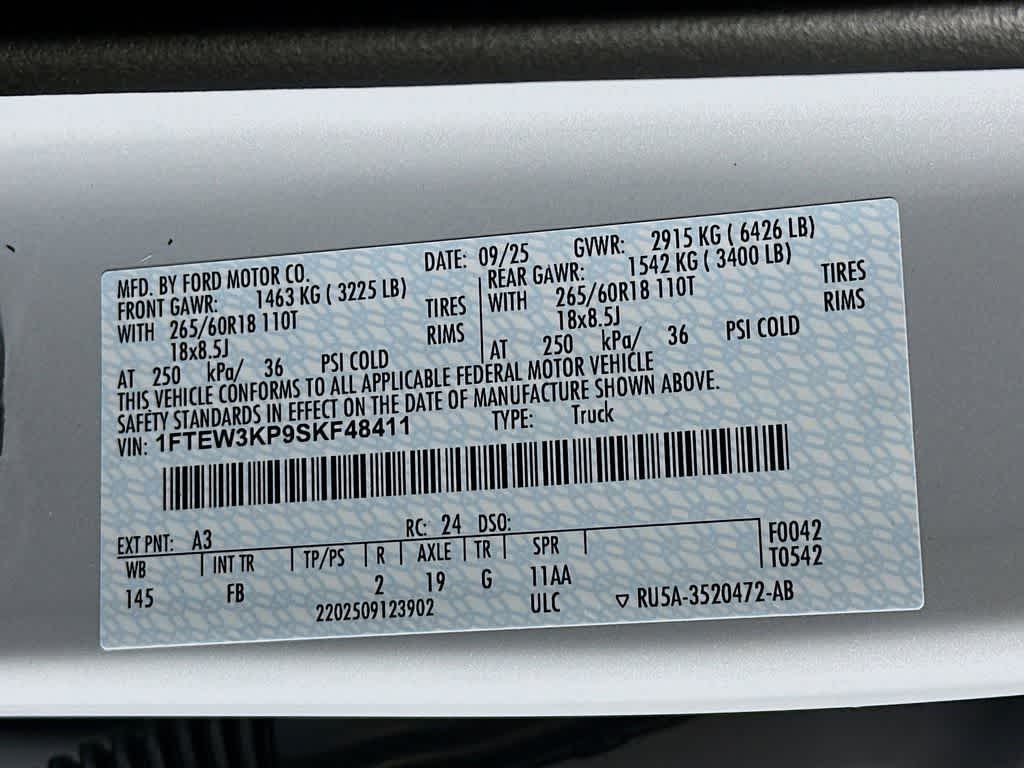 MFD. BY FORD MOTOR CO. DATE: 09/25 GVWR: 2915 KG ( 6426 LB)
FRONT GAWR: 1463 KG ( 3225 LB) REAR GAWR: 1542 KG ( 3400 LB)
WITH 265/60R18 110T TIRES WITH 265/60R18 110T TIRES
18x8.5J RIMS 18x8.5J RIMS
AT 250 kPa/ 36 PSI COLD AT 250 kPa/ 36 PSI COLD
THIS VEHICLE CONFORMS TO ALL APPLICABLE FEDERAL MOTOR VEHICLE
SAFETY STANDARDS IN EFFECT ON THE DATE OF MANUFACTURE SHOWN ABOVE.
VIN: 1FTEW3KP9SKF48411 TYPE: Truck
EXT PNT: A3 RC: 24 DSO: F0042
WB INT TR TP/PS R AXLE TR SPR T0542
145 FB 2 19 G 11AA
2202509123902 ULC ▽ RU5A-3520472-AB